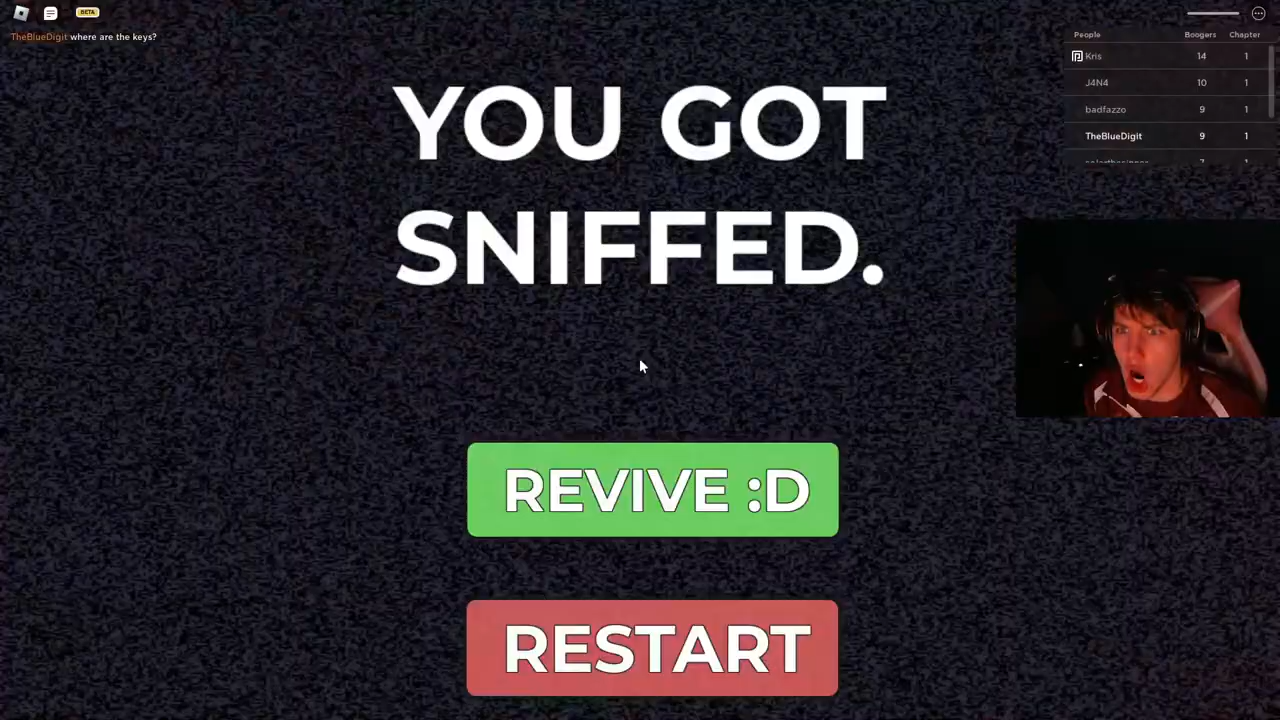 BETA
TheBlueDigit where are the keys?
People Boogers Chapter
Kris 14 1
J4N4 10 1
badfazzo 9 1
TheBlueDigit 9 1
YOU GOT
SNIFFED.
REVIVE :D
RESTART